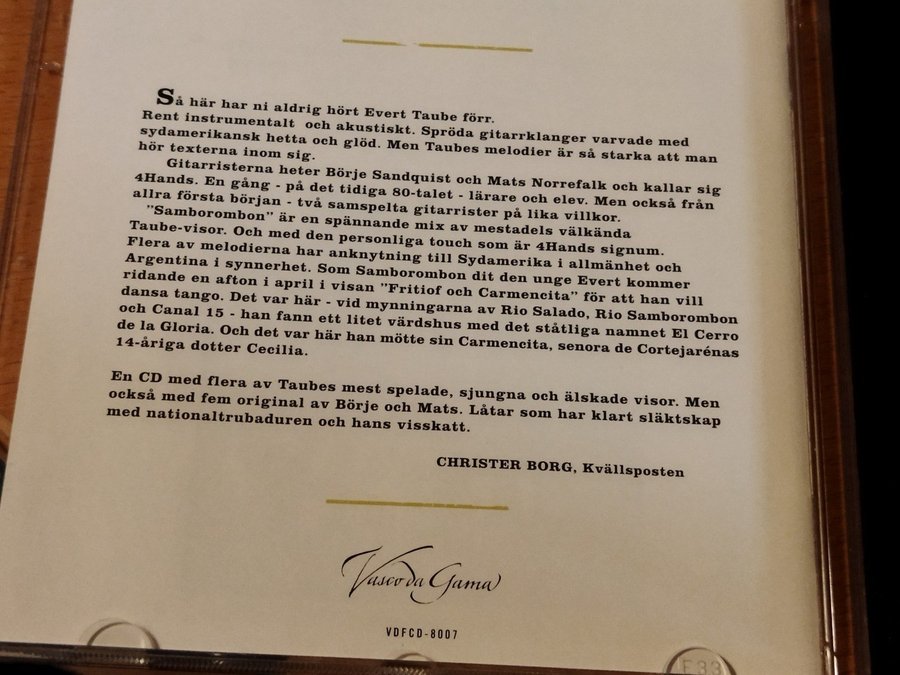 Så här har ni aldrig hört Evert Taube förr.
Rent instrumentalt och akustiskt. Spröda gitarrklanger varvade med
sydamerikansk hetta och glöd. Men Taubes melodier är så starka att man
hör texterna inom sig.
Gitarristerna heter Börje Sandquist och Mats Norrefalk och kallar sig
4Hands. En gång - på det tidiga 80-talet - lärare och elev. Men också från
allra första början - två samspelta gitarrister på lika villkor.
"Samborombon" är en spännande mix av mestadels välkända
Taube-visor. Och med den personliga touch som är 4Hands signum.
Flera av melodierna har anknytning till Sydamerika i allmänhet och
Argentina i synnerhet. Som Samborombon dit den unge Evert kommer
ridande en afton i april i visan "Fritiof och Carmencita" för att han vill
dansa tango. Det var här - vid mynningarna av Rio Salado, Rio Samborombon
och Canal 15 - han fann ett litet värdshus med det ståtliga namnet El Cerro
de la Gloria. Och det var här han mötte sin Carmencita, senora de Cortejarénas
14-åriga dotter Cecilia.
En CD med flera av Taubes mest spelade, sjungna och älskade visor. Men
också med fem original av Börje och Mats. Låtar som har klart släktskap
med nationaltrubaduren och hans visskatt.
CHRISTER BORG, Kvällsposten
Vasco da Gama
VDFCD-8007
E33